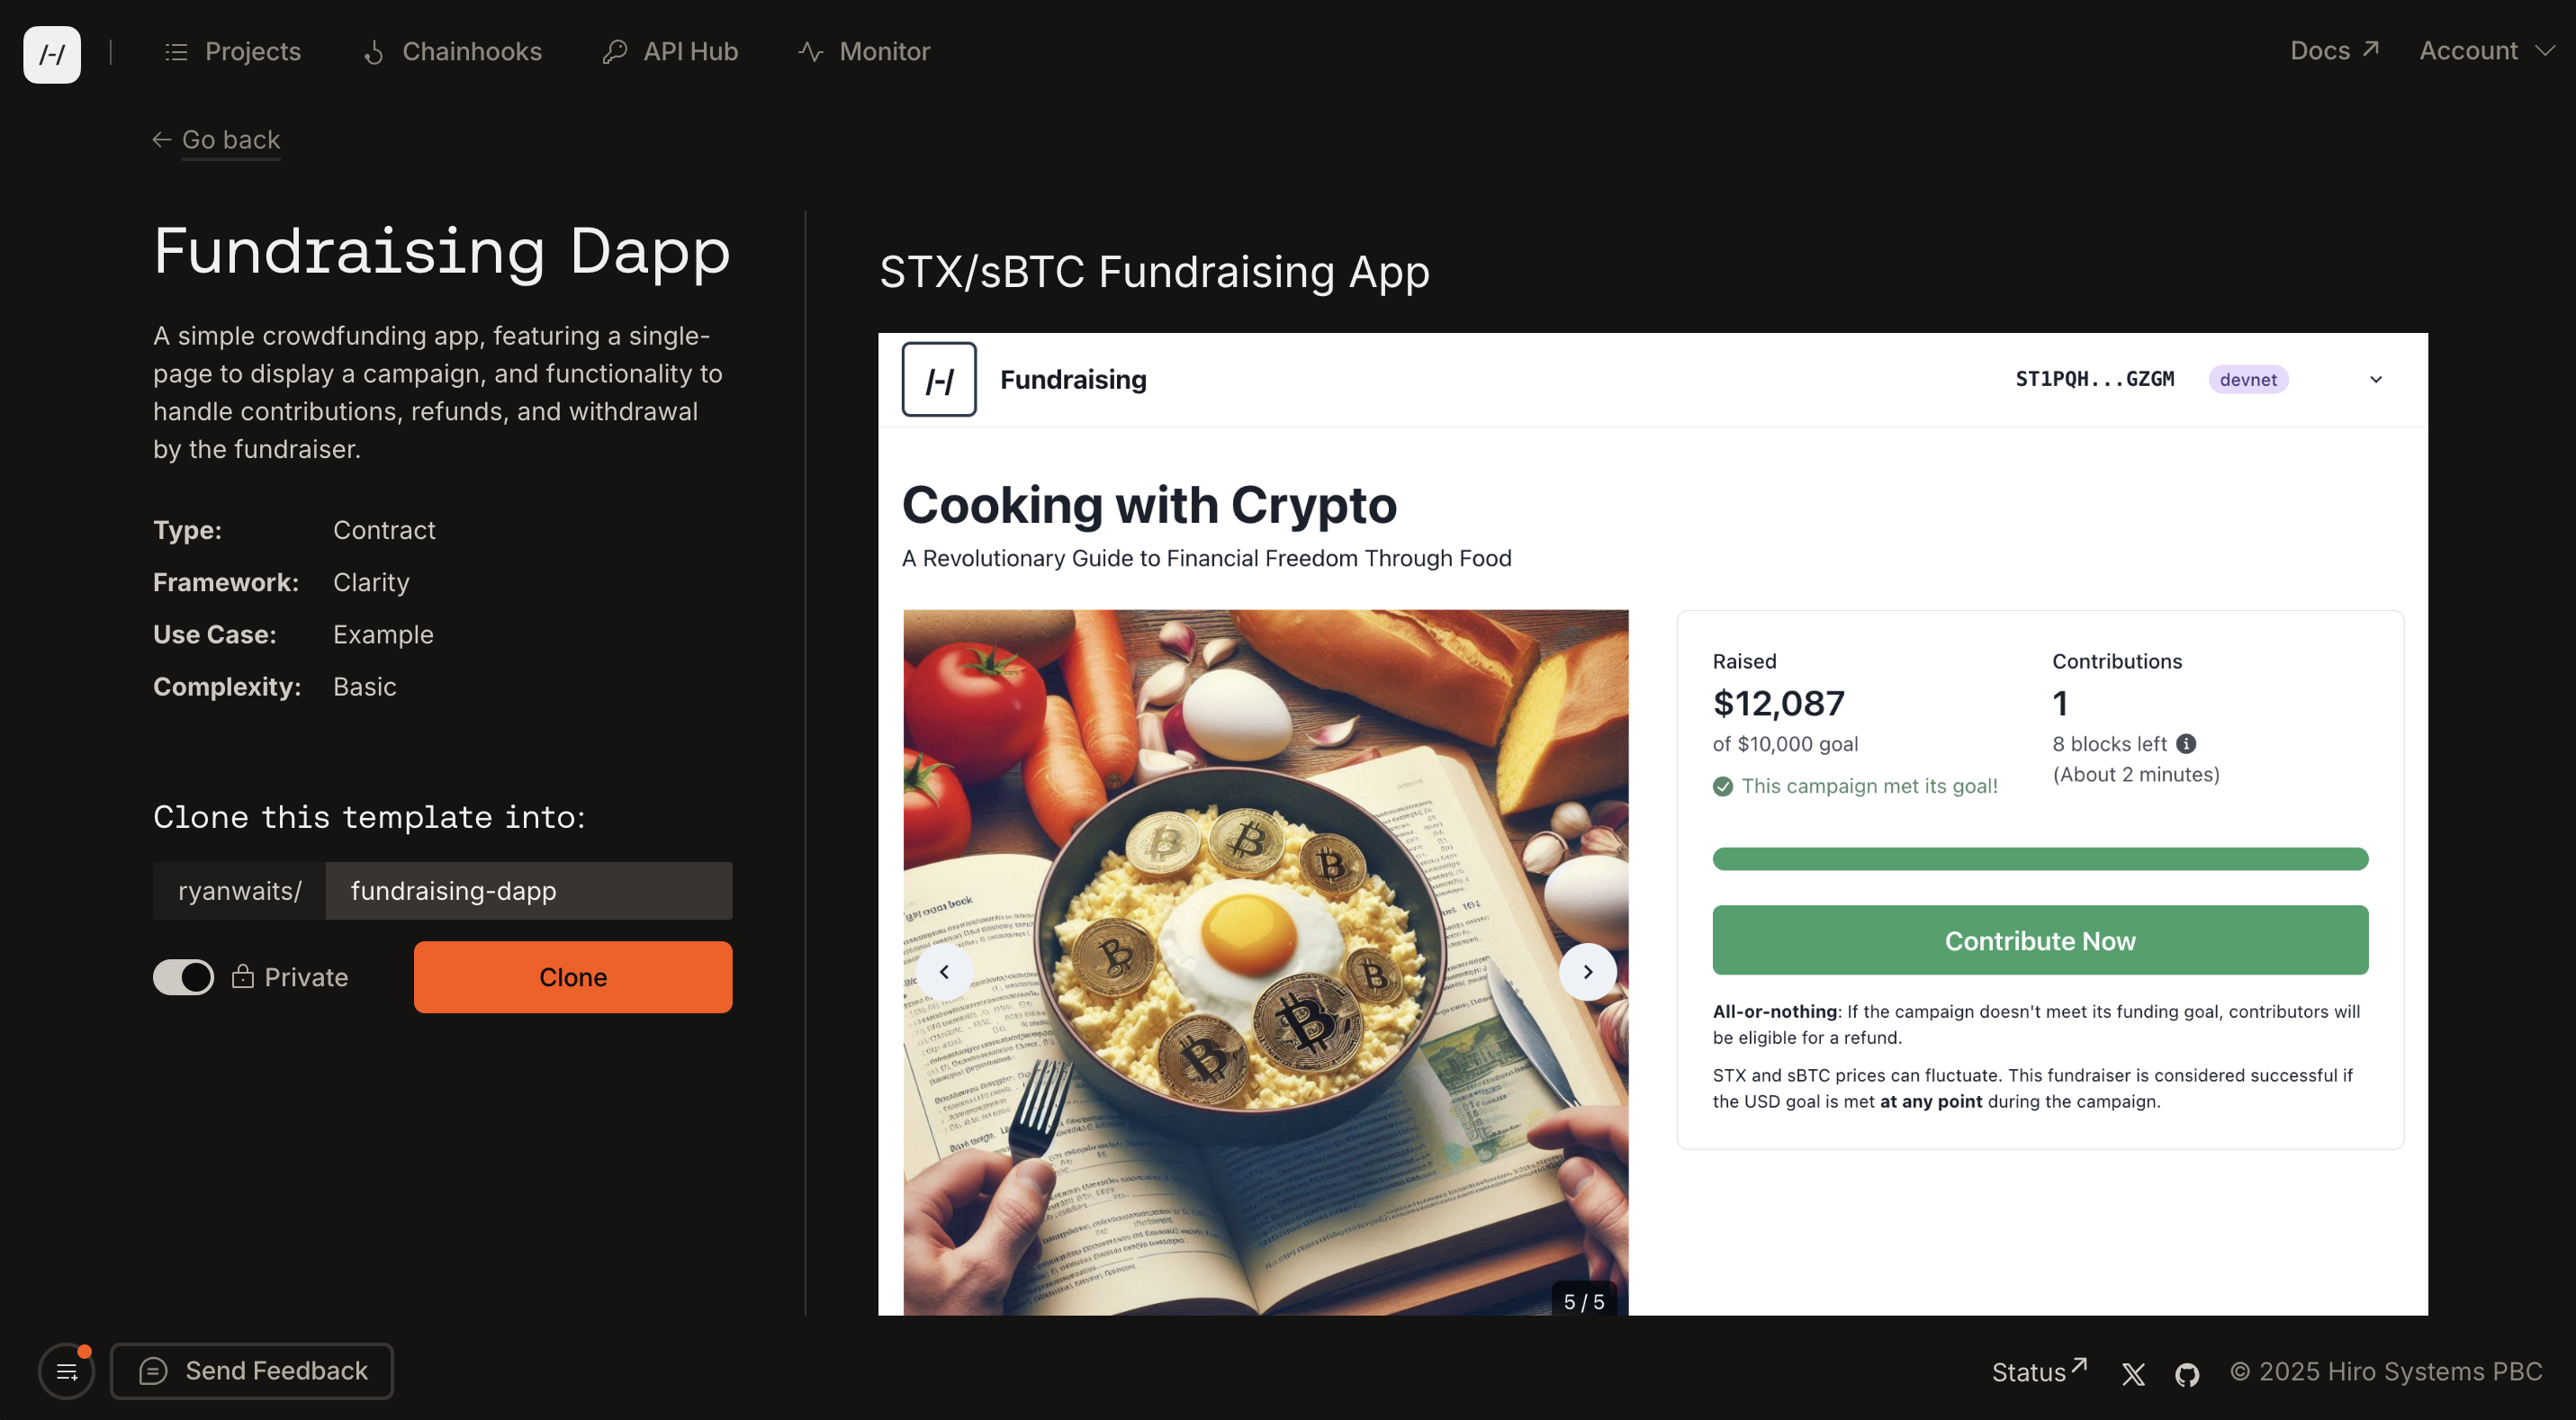 /-/
Projects
Chainhooks
API Hub
Monitor
Docs
Account
Go back
Fundraising Dapp
A simple crowdfunding app, featuring a single-
page to display a campaign, and functionality to
handle contributions, refunds, and withdrawal
by the fundraiser.
Type: Contract
Framework: Clarity
Use Case: Example
Complexity: Basic
Clone this template into:
ryanwaits/ fundraising-dapp
Private
Clone
STX/sBTC Fundraising App
/-/
Fundraising
ST1PQH...GZGM
devnet
Cooking with Crypto
A Revolutionary Guide to Financial Freedom Through Food
5 / 5
Raised
$12,087
of $10,000 goal
This campaign met its goal!
Contributions
1
8 blocks left
(About 2 minutes)
Contribute Now
All-or-nothing: If the campaign doesn't meet its funding goal, contributors will
be eligible for a refund.
STX and sBTC prices can fluctuate. This fundraiser is considered successful if
the USD goal is met at any point during the campaign.
Send Feedback
Status
© 2025 Hiro Systems PBC